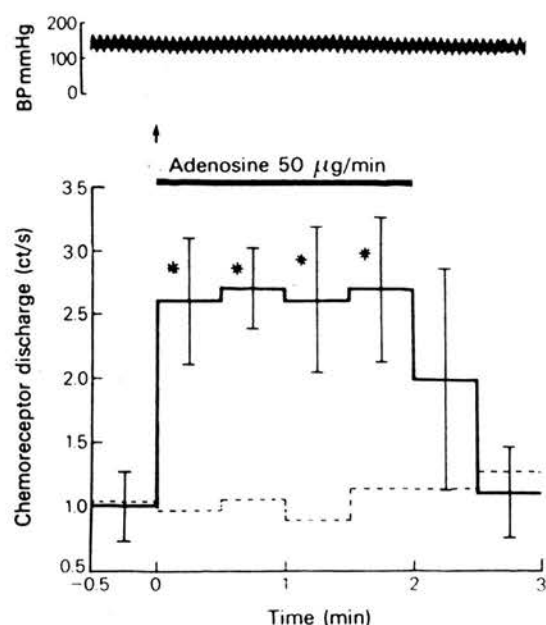 BP mmHg
200
100
0
Adenosine 50 μg/min
Chemoreceptor discharge (ct/s)
3.5
3.0
2.5
2.0
1.5
1.0
0.5
-0.5 0 1 2 3
Time (min)